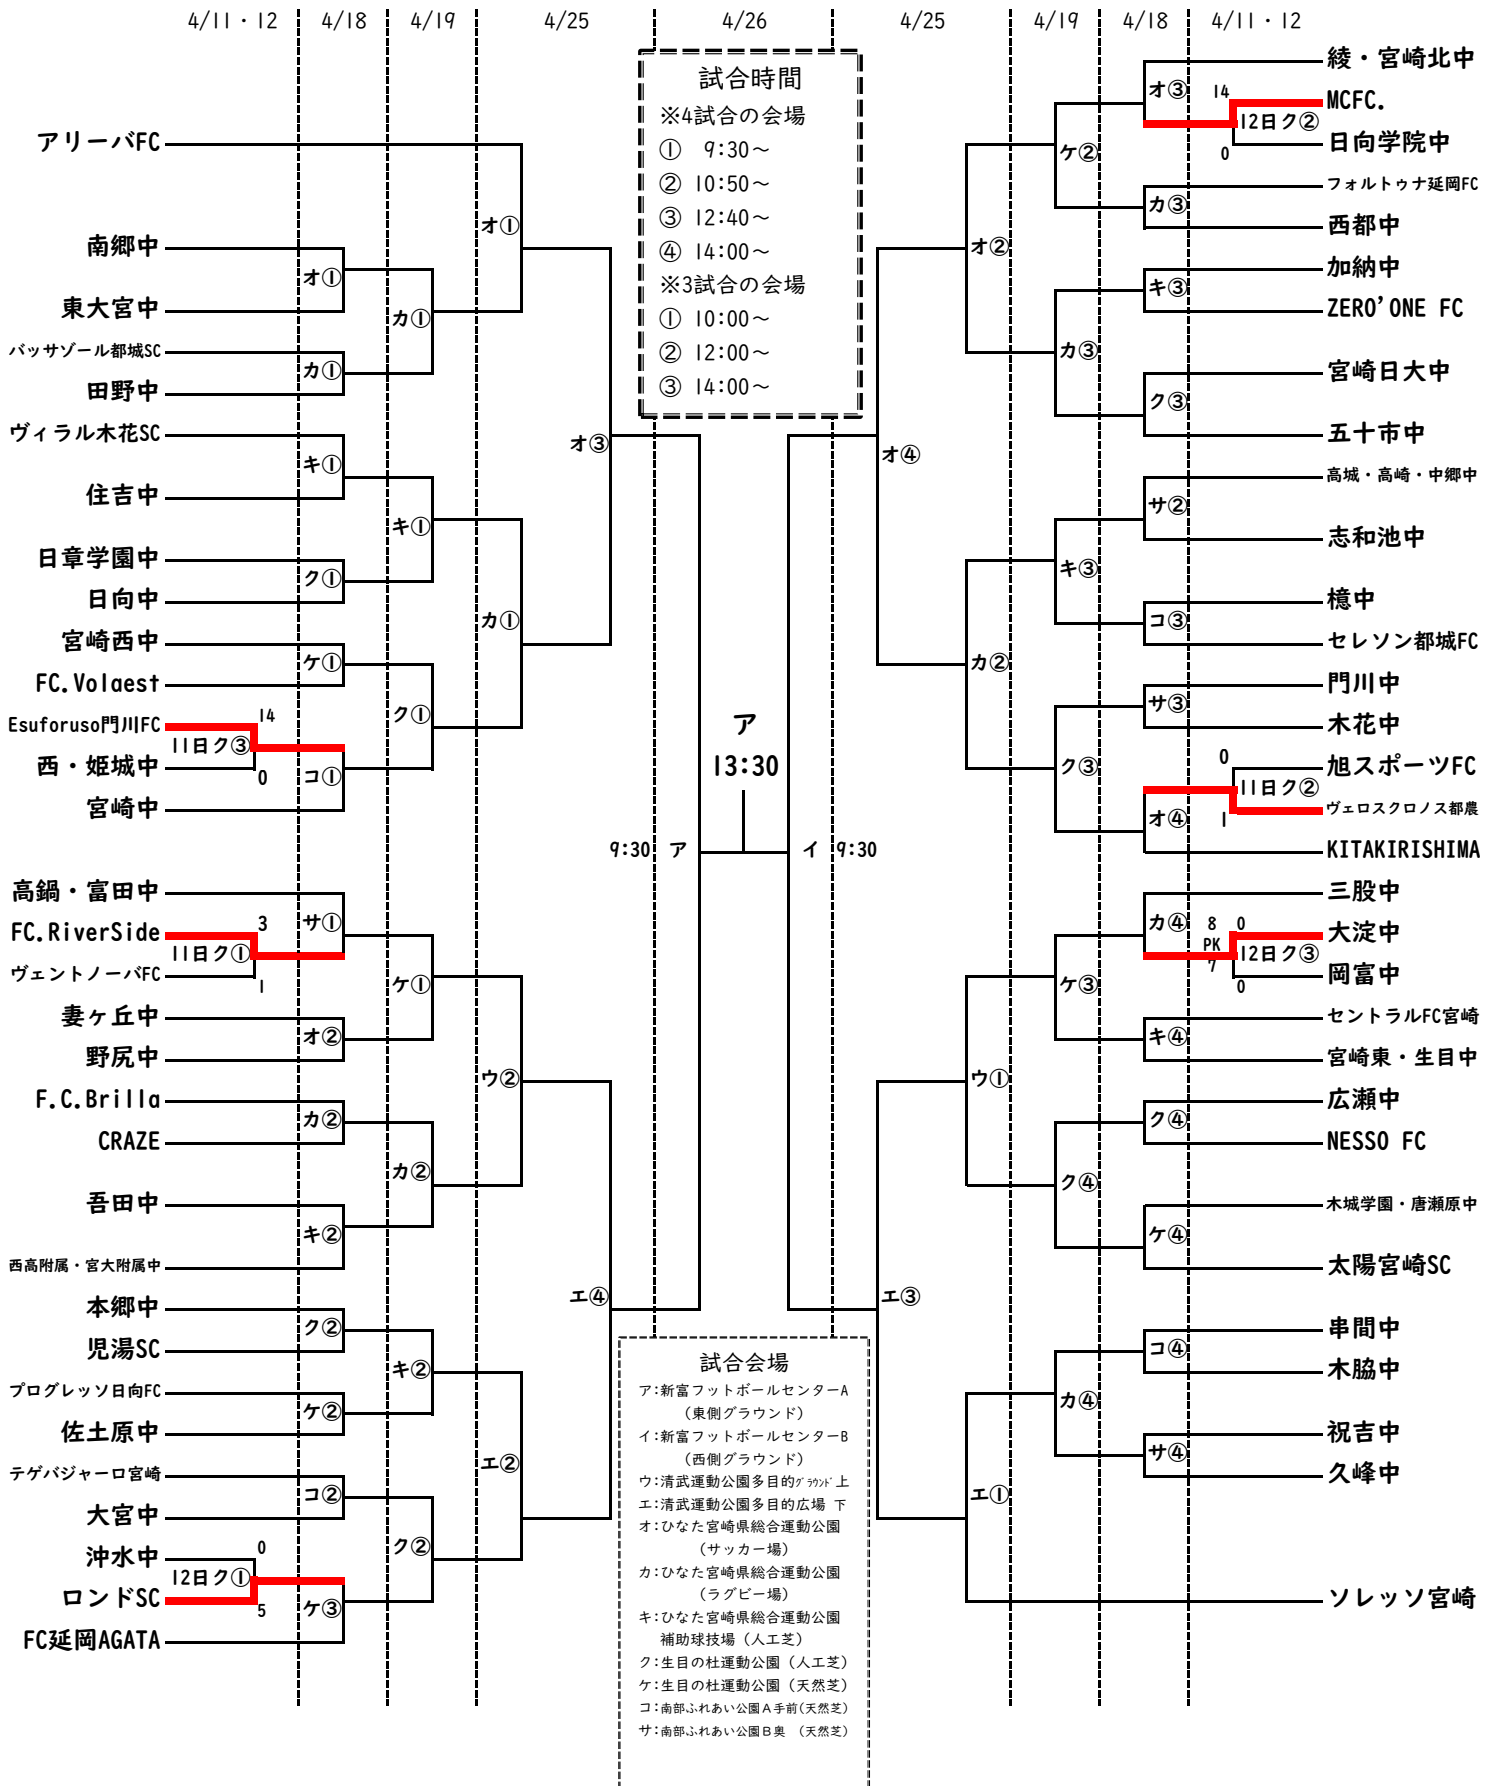 4/11・12 4/18 4/19 4/25 4/26 4/25 4/19 4/18 4/11・12
試合時間
※4試合の会場
① 9:30～
② 10:50～
③ 12:40～
④ 14:00～
※3試合の会場
① 10:00～
② 12:00～
③ 14:00～
アリーバFC
オ①
南郷中
オ①
東大宮中
カ①
バッサゾール都城SC
カ①
田野中
オ③
ヴィラル木花SC
キ①
住吉中
キ①
日章学園中
ク①
日向中
カ①
宮崎西中
ケ①
FC.Volaest
ク①
Esuforuso門川FC
14
11日ク③
西・姫城中
0
コ①
宮崎中
ア
13:30
9:30 ア
イ 9:30
高鍋・富田中
サ①
FC.RiverSide
3
11日ク①
ヴェントノーバFC
1
ケ①
妻ヶ丘中
オ②
野尻中
ウ②
F.C.Brilla
カ②
CRAZE
カ②
吾田中
キ②
西高附属・宮大附属中
エ④
本郷中
ク②
児湯SC
キ②
プログレッソ日向FC
ケ②
佐土原中
エ②
テゲバジャーロ宮崎
コ②
大宮中
ク②
沖水中
0
12日ク①
ロンドSC
5
ケ③
FC延岡AGATA
綾・宮崎北中
オ③
14
MCFC.
12日ク②
日向学院中
0
ケ②
フォルトゥナ延岡FC
カ③
西都中
オ②
加納中
キ③
ZERO'ONE FC
カ③
宮崎日大中
ク③
五十市中
オ④
高城・高崎・中郷中
サ②
志和池中
キ③
檍中
コ③
セレソン都城FC
カ②
門川中
サ③
木花中
ク③
0
旭スポーツFC
11日ク②
ヴェロスクロノス都農
1
オ④
KITAKIRISHIMA
三股中
カ④
8 0
大淀中
PK
12日ク③
7
岡富中
0
ケ③
セントラルFC宮崎
キ④
宮崎東・生目中
ウ①
広瀬中
ク④
NESSO FC
ク④
木城学園・唐瀬原中
ケ④
太陽宮崎SC
エ③
串間中
コ④
木脇中
カ④
祝吉中
サ④
久峰中
エ①
ソレッソ宮崎
試合会場
ア:新富フットボールセンターA
（東側グラウンド）
イ:新富フットボールセンターB
（西側グラウンド）
ウ:清武運動公園多目的グラウンド上
エ:清武運動公園多目的広場 下
オ:ひなた宮崎県総合運動公園
（サッカー場）
カ:ひなた宮崎県総合運動公園
（ラグビー場）
キ:ひなた宮崎県総合運動公園
補助球技場（人工芝）
ク:生目の杜運動公園（人工芝）
ケ:生目の杜運動公園（天然芝）
コ:南部ふれあい公園A手前(天然芝)
サ:南部ふれあい公園B奥 （天然芝）